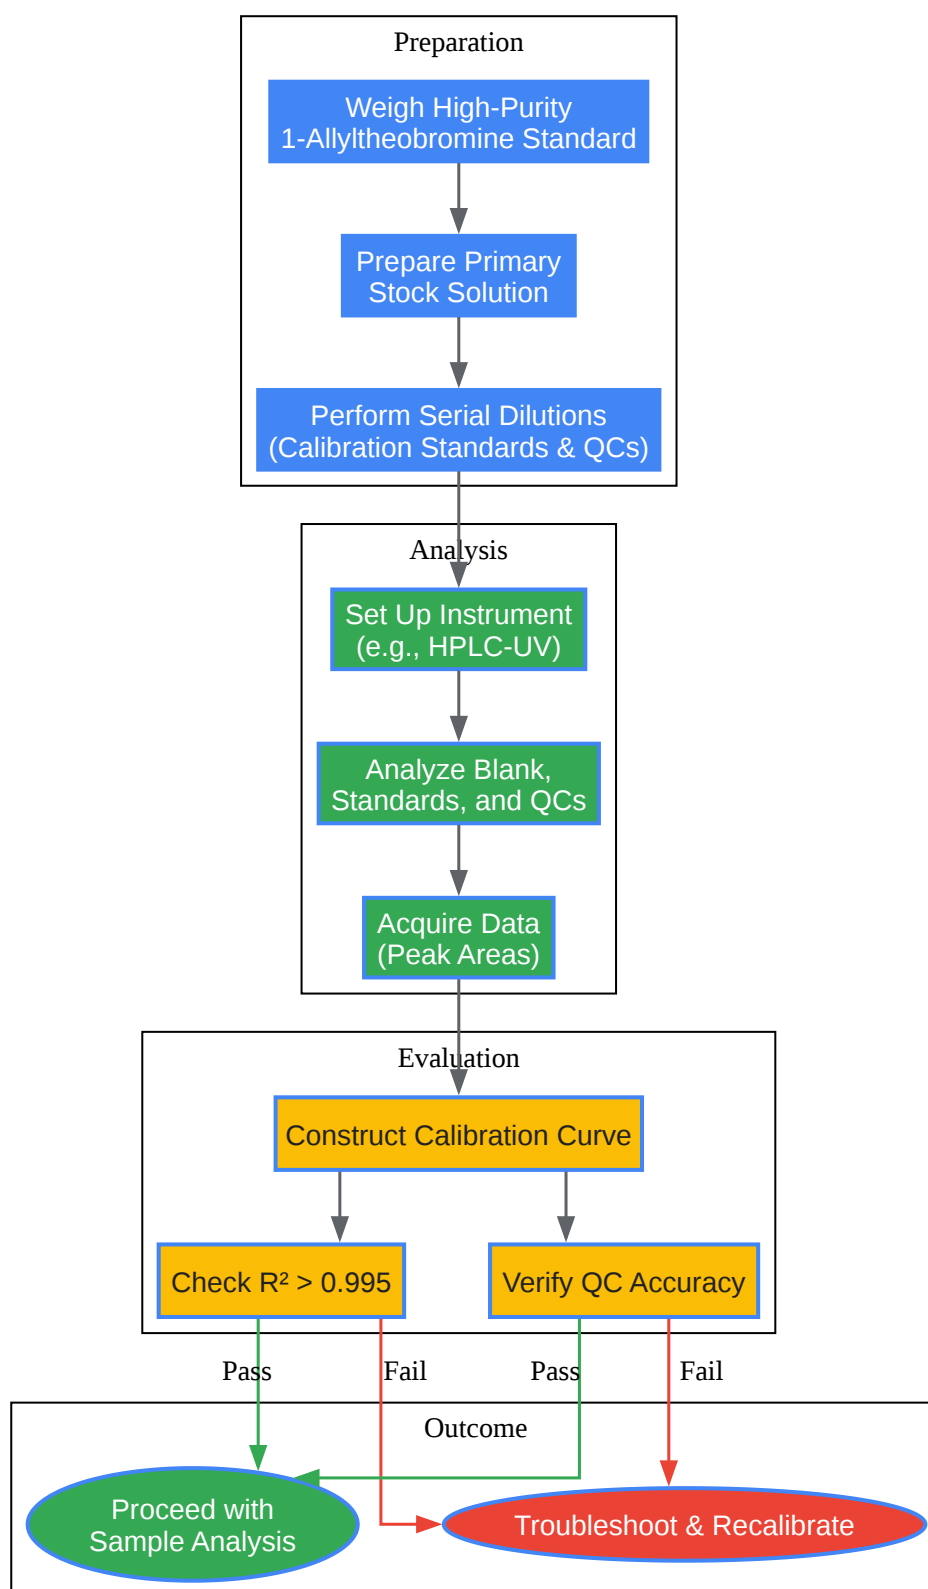 Preparation
Weigh High-Purity
1-Allyltheobromine Standard
Prepare Primary
Stock Solution
Perform Serial Dilutions
(Calibration Standards & QCs)
Analysis
Set Up Instrument
(e.g., HPLC-UV)
Analyze Blank,
Standards, and QCs
Acquire Data
(Peak Areas)
Evaluation
Construct Calibration Curve
Check R² > 0.995
Verify QC Accuracy
Pass
Fail
Pass
Fail
Outcome
Proceed with
Sample Analysis
Troubleshoot & Recalibrate